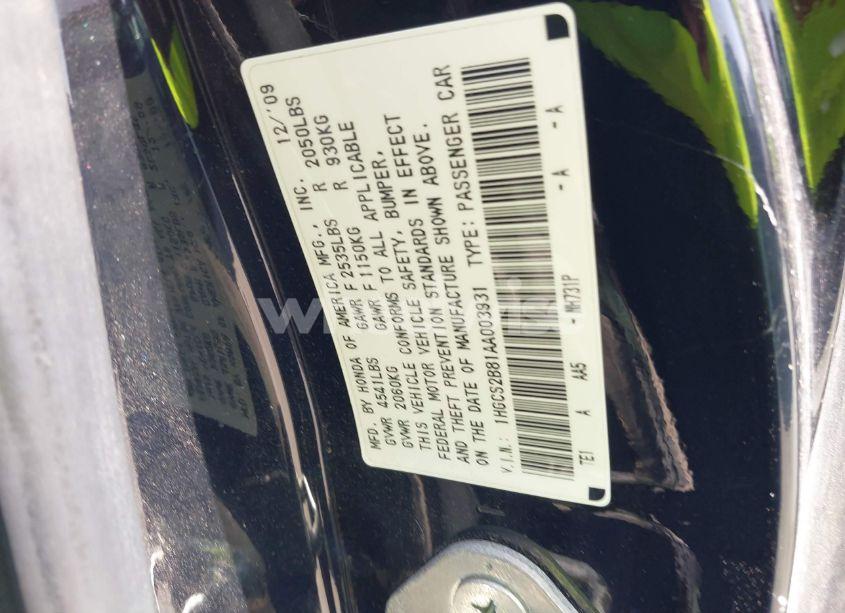 MFD. BY HONDA OF AMERICA MFG., INC. 12/'09
GVWR 4541LBS GAWR F 2535LBS R 2050LBS
GVWR 2060KG GAWR F 1150KG R 930KG
THIS VEHICLE CONFORMS TO ALL APPLICABLE
FEDERAL MOTOR VEHICLE SAFETY, BUMPER,
AND THEFT PREVENTION STANDARDS IN EFFECT
ON THE DATE OF MANUFACTURE SHOWN ABOVE.
V.I.N.: 1HGCS2B81AA003931 TYPE: PASSENGER CAR
TE1 A AA5 - NH731P - A - A